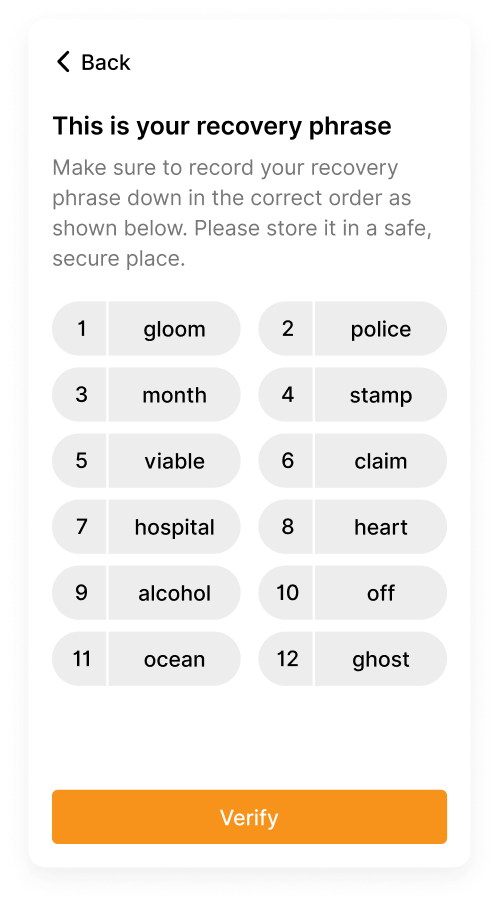 Back
This is your recovery phrase
Make sure to record your recovery
phrase down in the correct order as
shown below. Please store it in a safe,
secure place.
1 gloom 2 police
3 month 4 stamp
5 viable 6 claim
7 hospital 8 heart
9 alcohol 10 off
11 ocean 12 ghost
Verify